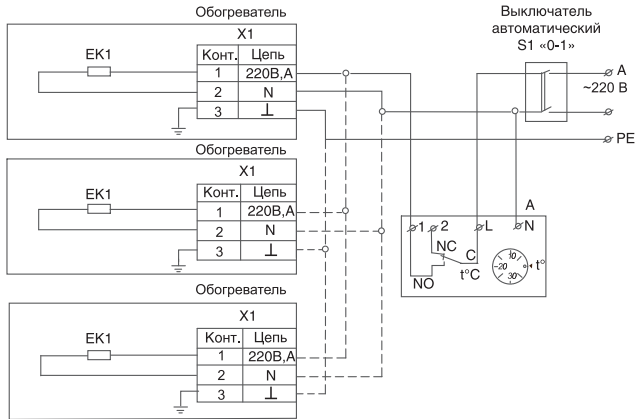 Обогреватель
X1
EK1
Конт. Цепь
1 220В,А
2 N
3 ⊥
Обогреватель
X1
EK1
Конт. Цепь
1 220В,А
2 N
3 ⊥
Обогреватель
X1
EK1
Конт. Цепь
1 220В,А
2 N
3 ⊥
Выключатель
автоматический
S1 «0-1»
A
~220 В
PE
A
1 2 L N
NC
C
t°C
NO
10
-20
30
t°